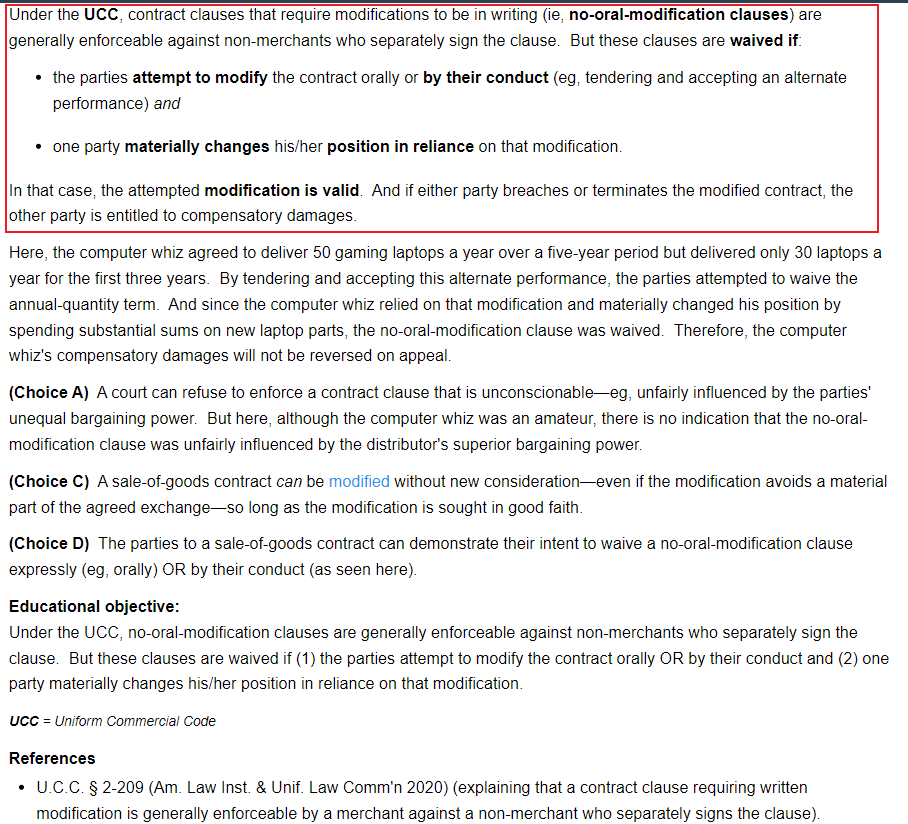 Under the UCC, contract clauses that require modifications to be in writing (ie, no-oral-modification clauses) are
generally enforceable against non-merchants who separately sign the clause. But these clauses are waived if:
• the parties attempt to modify the contract orally or by their conduct (eg, tendering and accepting an alternate
performance) and
• one party materially changes his/her position in reliance on that modification.
In that case, the attempted modification is valid. And if either party breaches or terminates the modified contract, the
other party is entitled to compensatory damages.
Here, the computer whiz agreed to deliver 50 gaming laptops a year over a five-year period but delivered only 30 laptops a
year for the first three years. By tendering and accepting this alternate performance, the parties attempted to waive the
annual-quantity term. And since the computer whiz relied on that modification and materially changed his position by
spending substantial sums on new laptop parts, the no-oral-modification clause was waived. Therefore, the computer
whiz's compensatory damages will not be reversed on appeal.
(Choice A) A court can refuse to enforce a contract clause that is unconscionable—eg, unfairly influenced by the parties'
unequal bargaining power. But here, although the computer whiz was an amateur, there is no indication that the no-oral-
modification clause was unfairly influenced by the distributor's superior bargaining power.
(Choice C) A sale-of-goods contract can be modified without new consideration—even if the modification avoids a material
part of the agreed exchange—so long as the modification is sought in good faith.
(Choice D) The parties to a sale-of-goods contract can demonstrate their intent to waive a no-oral-modification clause
expressly (eg, orally) OR by their conduct (as seen here).
Educational objective:
Under the UCC, no-oral-modification clauses are generally enforceable against non-merchants who separately sign the
clause. But these clauses are waived if (1) the parties attempt to modify the contract orally OR by their conduct and (2) one
party materially changes his/her position in reliance on that modification.
UCC = Uniform Commercial Code
References
• U.C.C. § 2-209 (Am. Law Inst. & Unif. Law Comm'n 2020) (explaining that a contract clause requiring written
modification is generally enforceable by a merchant against a non-merchant who separately signs the clause).